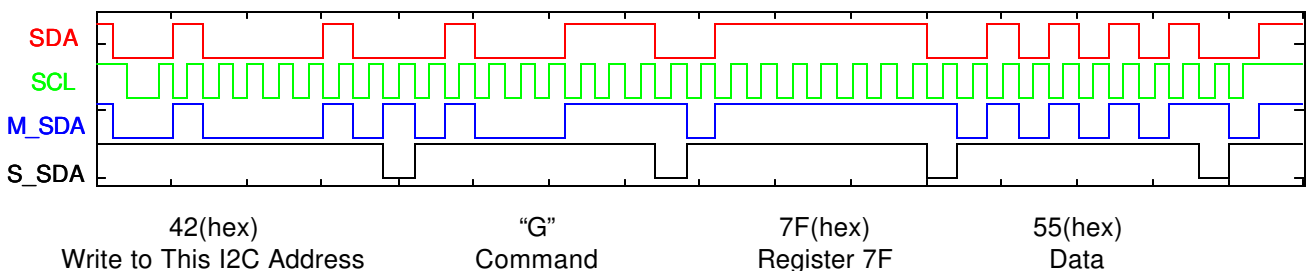 SDA
SCL
M_SDA
S_SDA
42(hex) “G” 7F(hex) 55(hex)
Write to This I2C Address Command Register 7F Data